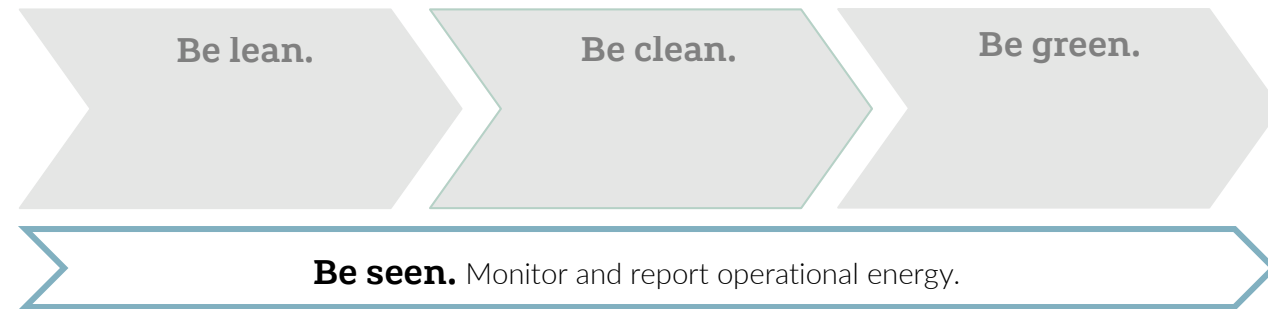 Be lean.
Be clean.
Be green.
Be seen. Monitor and report operational energy.